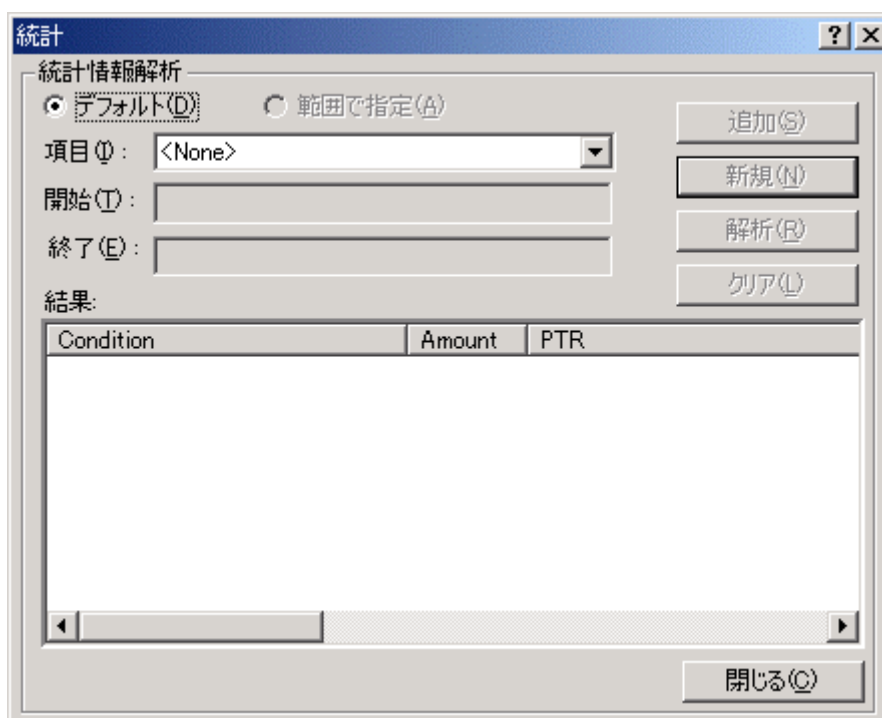 統計
統計情報解析
デフォルト(D) 範囲で指定(A)
追加(S)
項目(I): <None>
新規(N)
開始(T):
解析(R)
終了(E):
クリア(L)
結果:
Condition Amount PTR
閉じる(C)